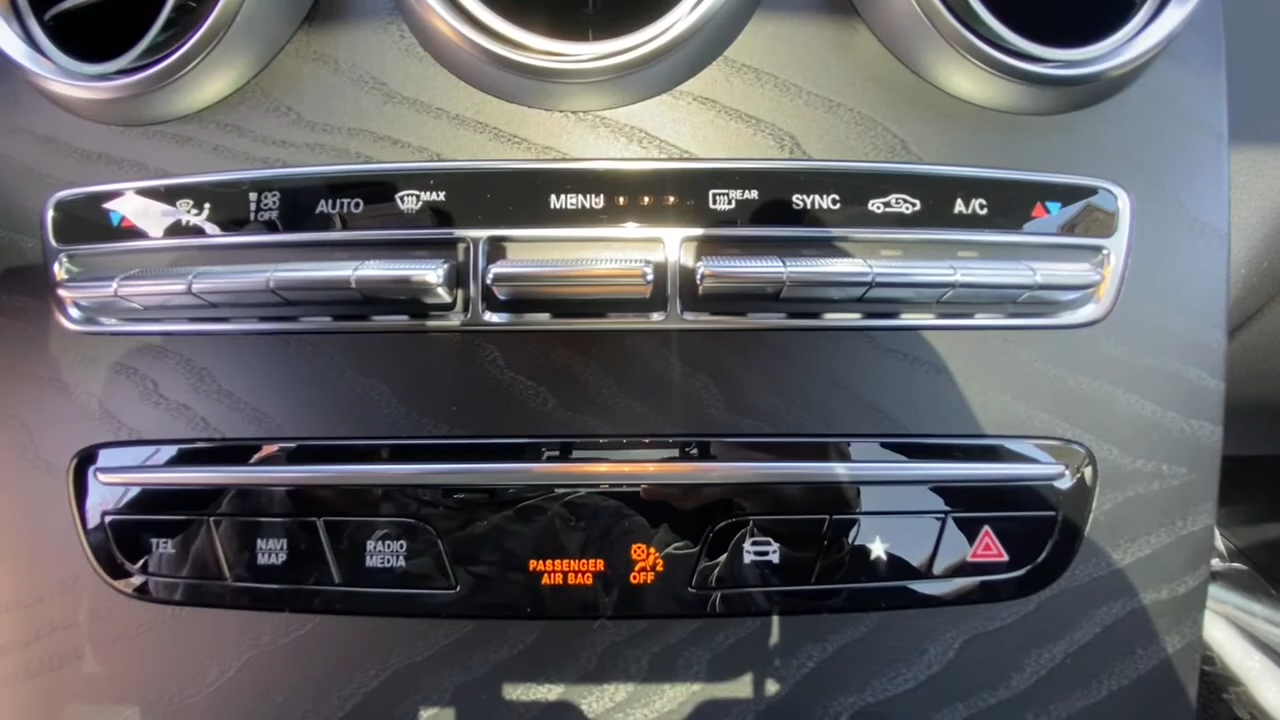 OFF
AUTO
MAX
MENU
REAR
SYNC
A/C
TEL
NAVI
MAP
RADIO
MEDIA
PASSENGER
AIR BAG
2
OFF